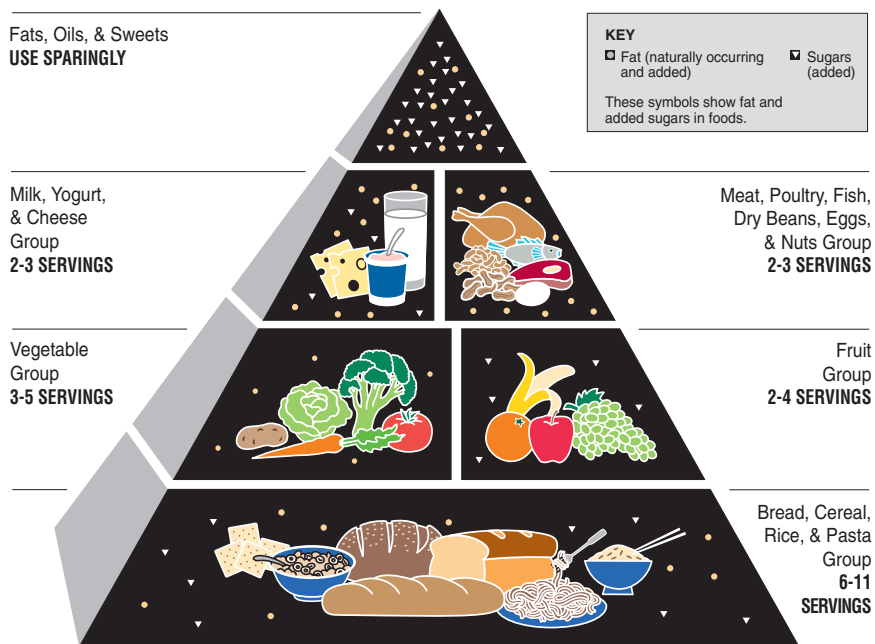 Fats, Oils, & Sweets
USE SPARINGLY
KEY
Fat (naturally occurring
and added)
Sugars
(added)
These symbols show fat and
added sugars in foods.
Milk, Yogurt,
& Cheese
Group
2-3 SERVINGS
Meat, Poultry, Fish,
Dry Beans, Eggs,
& Nuts Group
2-3 SERVINGS
Vegetable
Group
3-5 SERVINGS
Fruit
Group
2-4 SERVINGS
Bread, Cereal,
Rice, & Pasta
Group
6-11
SERVINGS